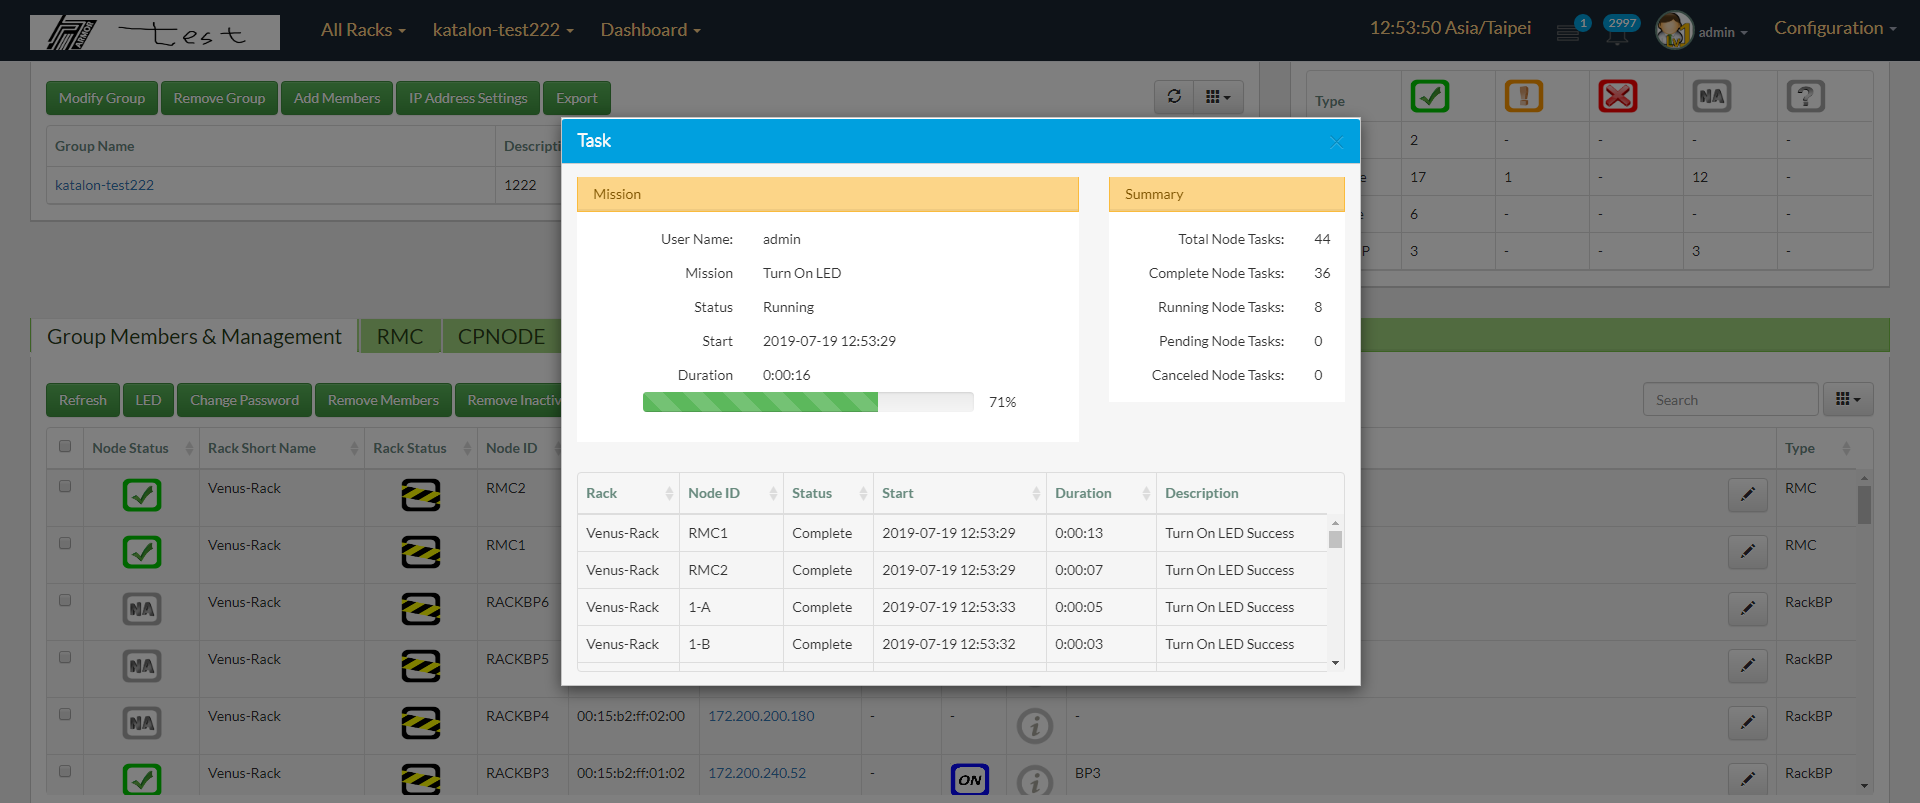 ARMOR test All Racks katalon-test222 Dashboard 12:53:50 Asia/Taipei 1 2997 admin Configuration
Modify Group Remove Group Add Members IP Address Settings Export
Group Name Descripti
katalon-test222 1222
Type NA ?
2 - - - -
e 17 1 - 12 -
e 6 - - - -
P 3 - - 3 -
Task
Mission
User Name: admin
Mission Turn On LED
Status Running
Start 2019-07-19 12:53:29
Duration 0:00:16
71%
Summary
Total Node Tasks: 44
Complete Node Tasks: 36
Running Node Tasks: 8
Pending Node Tasks: 0
Canceled Node Tasks: 0
Rack Node ID Status Start Duration Description
Venus-Rack RMC1 Complete 2019-07-19 12:53:29 0:00:13 Turn On LED Success
Venus-Rack RMC2 Complete 2019-07-19 12:53:29 0:00:07 Turn On LED Success
Venus-Rack 1-A Complete 2019-07-19 12:53:33 0:00:05 Turn On LED Success
Venus-Rack 1-B Complete 2019-07-19 12:53:32 0:00:03 Turn On LED Success
Group Members & Management RMC CPNODE
Refresh LED Change Password Remove Members Remove Inactiv Search
Node Status Rack Short Name Rack Status Node ID Type
Venus-Rack RMC2 RMC
Venus-Rack RMC1 RMC
NA Venus-Rack RACKBP6 RackBP
NA Venus-Rack RACKBP5 RackBP
NA Venus-Rack RACKBP4 00:15:b2:ff:02:00 172.200.200.180 - - i - RackBP
Venus-Rack RACKBP3 00:15:b2:ff:01:02 172.200.240.52 - ON i BP3 RackBP